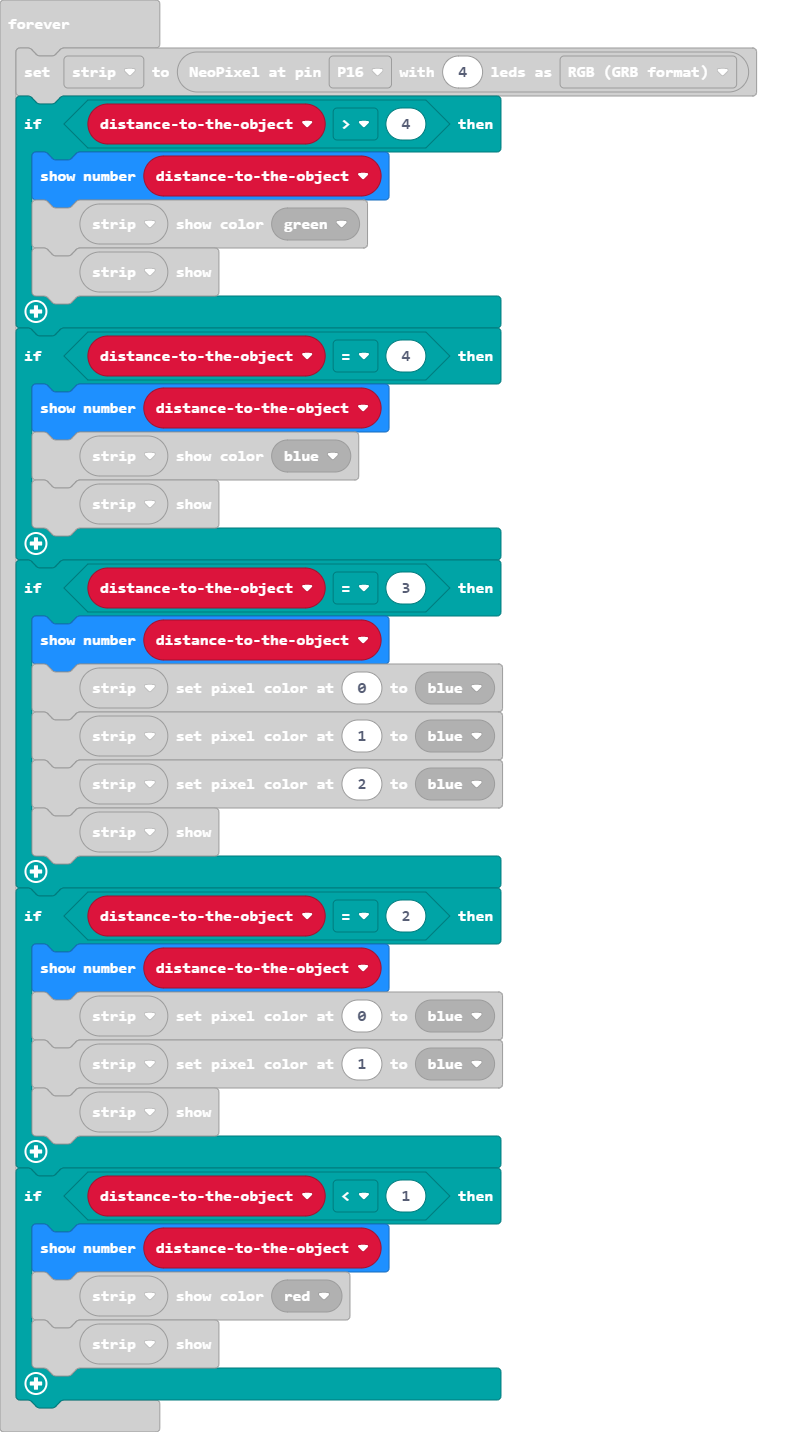 forever
set strip to NeoPixel at pin P16 with 4 leds as RGB (GRB format)
if distance-to-the-object > 4 then
show number distance-to-the-object
strip show color green
strip show
if distance-to-the-object = 4 then
show number distance-to-the-object
strip show color blue
strip show
if distance-to-the-object = 3 then
show number distance-to-the-object
strip set pixel color at 0 to blue
strip set pixel color at 1 to blue
strip set pixel color at 2 to blue
strip show
if distance-to-the-object = 2 then
show number distance-to-the-object
strip set pixel color at 0 to blue
strip set pixel color at 1 to blue
strip show
if distance-to-the-object < 1 then
show number distance-to-the-object
strip show color red
strip show